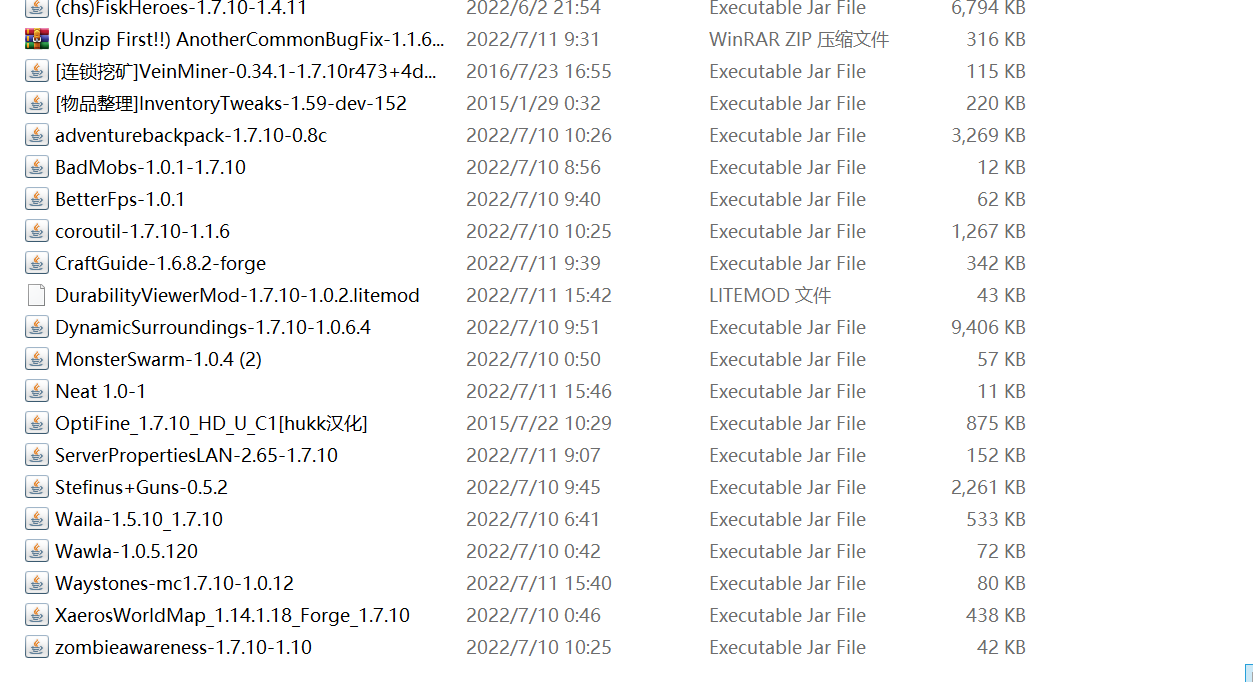 (chs)FiskHeroes-1.7.10-1.4.11 2022/6/2 21:54 Executable Jar File 6,794 KB
(Unzip First!!) AnotherCommonBugFix-1.1.6... 2022/7/11 9:31 WinRAR ZIP 压缩文件 316 KB
[连锁挖矿]VeinMiner-0.34.1-1.7.10r473+4d... 2016/7/23 16:55 Executable Jar File 115 KB
[物品整理]InventoryTweaks-1.59-dev-152 2015/1/29 0:32 Executable Jar File 220 KB
adventurebackpack-1.7.10-0.8c 2022/7/10 10:26 Executable Jar File 3,269 KB
BadMobs-1.0.1-1.7.10 2022/7/10 8:56 Executable Jar File 12 KB
BetterFps-1.0.1 2022/7/10 9:40 Executable Jar File 62 KB
coroutil-1.7.10-1.1.6 2022/7/10 10:25 Executable Jar File 1,267 KB
CraftGuide-1.6.8.2-forge 2022/7/11 9:39 Executable Jar File 342 KB
DurabilityViewerMod-1.7.10-1.0.2.litemod 2022/7/11 15:42 LITEMOD 文件 43 KB
DynamicSurroundings-1.7.10-1.0.6.4 2022/7/10 9:51 Executable Jar File 9,406 KB
MonsterSwarm-1.0.4 (2) 2022/7/10 0:50 Executable Jar File 57 KB
Neat 1.0-1 2022/7/11 15:46 Executable Jar File 11 KB
OptiFine_1.7.10_HD_U_C1[hukk汉化] 2015/7/22 10:29 Executable Jar File 875 KB
ServerPropertiesLAN-2.65-1.7.10 2022/7/11 9:07 Executable Jar File 152 KB
Stefinus+Guns-0.5.2 2022/7/10 9:45 Executable Jar File 2,261 KB
Waila-1.5.10_1.7.10 2022/7/10 6:41 Executable Jar File 533 KB
Wawla-1.0.5.120 2022/7/10 0:42 Executable Jar File 72 KB
Waystones-mc1.7.10-1.0.12 2022/7/11 15:40 Executable Jar File 80 KB
XaerosWorldMap_1.14.1.18_Forge_1.7.10 2022/7/10 0:46 Executable Jar File 438 KB
zombieawareness-1.7.10-1.10 2022/7/10 10:25 Executable Jar File 42 KB